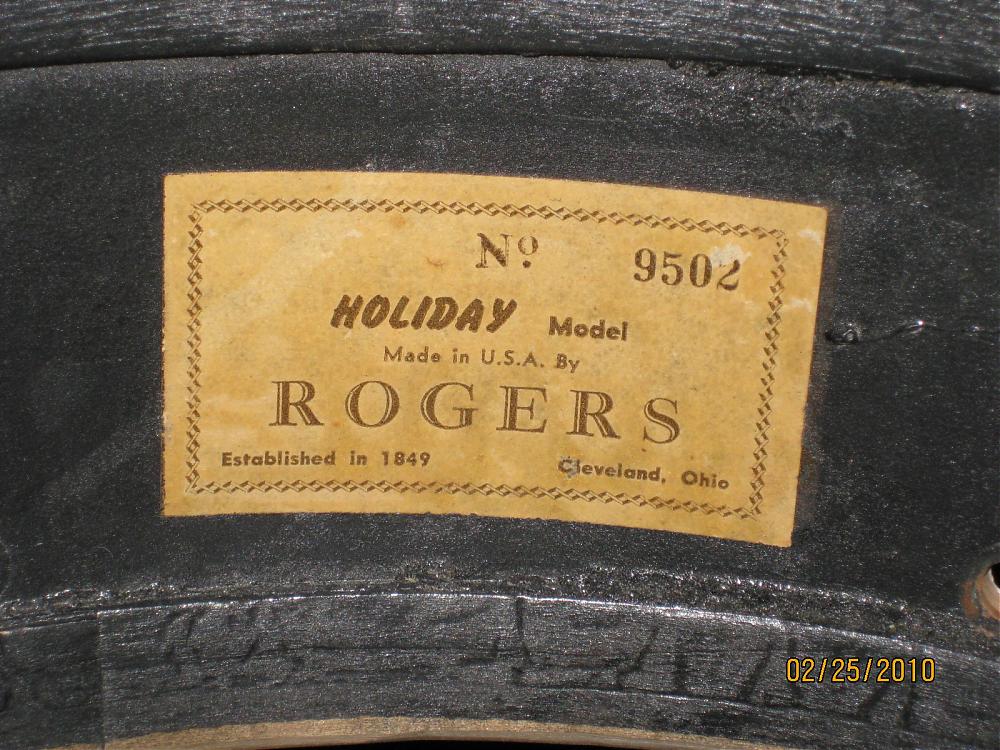 Nº 9502
HOLIDAY Model
Made in U.S.A. By
ROGERS
Established in 1849 Cleveland, Ohio
02/25/2010